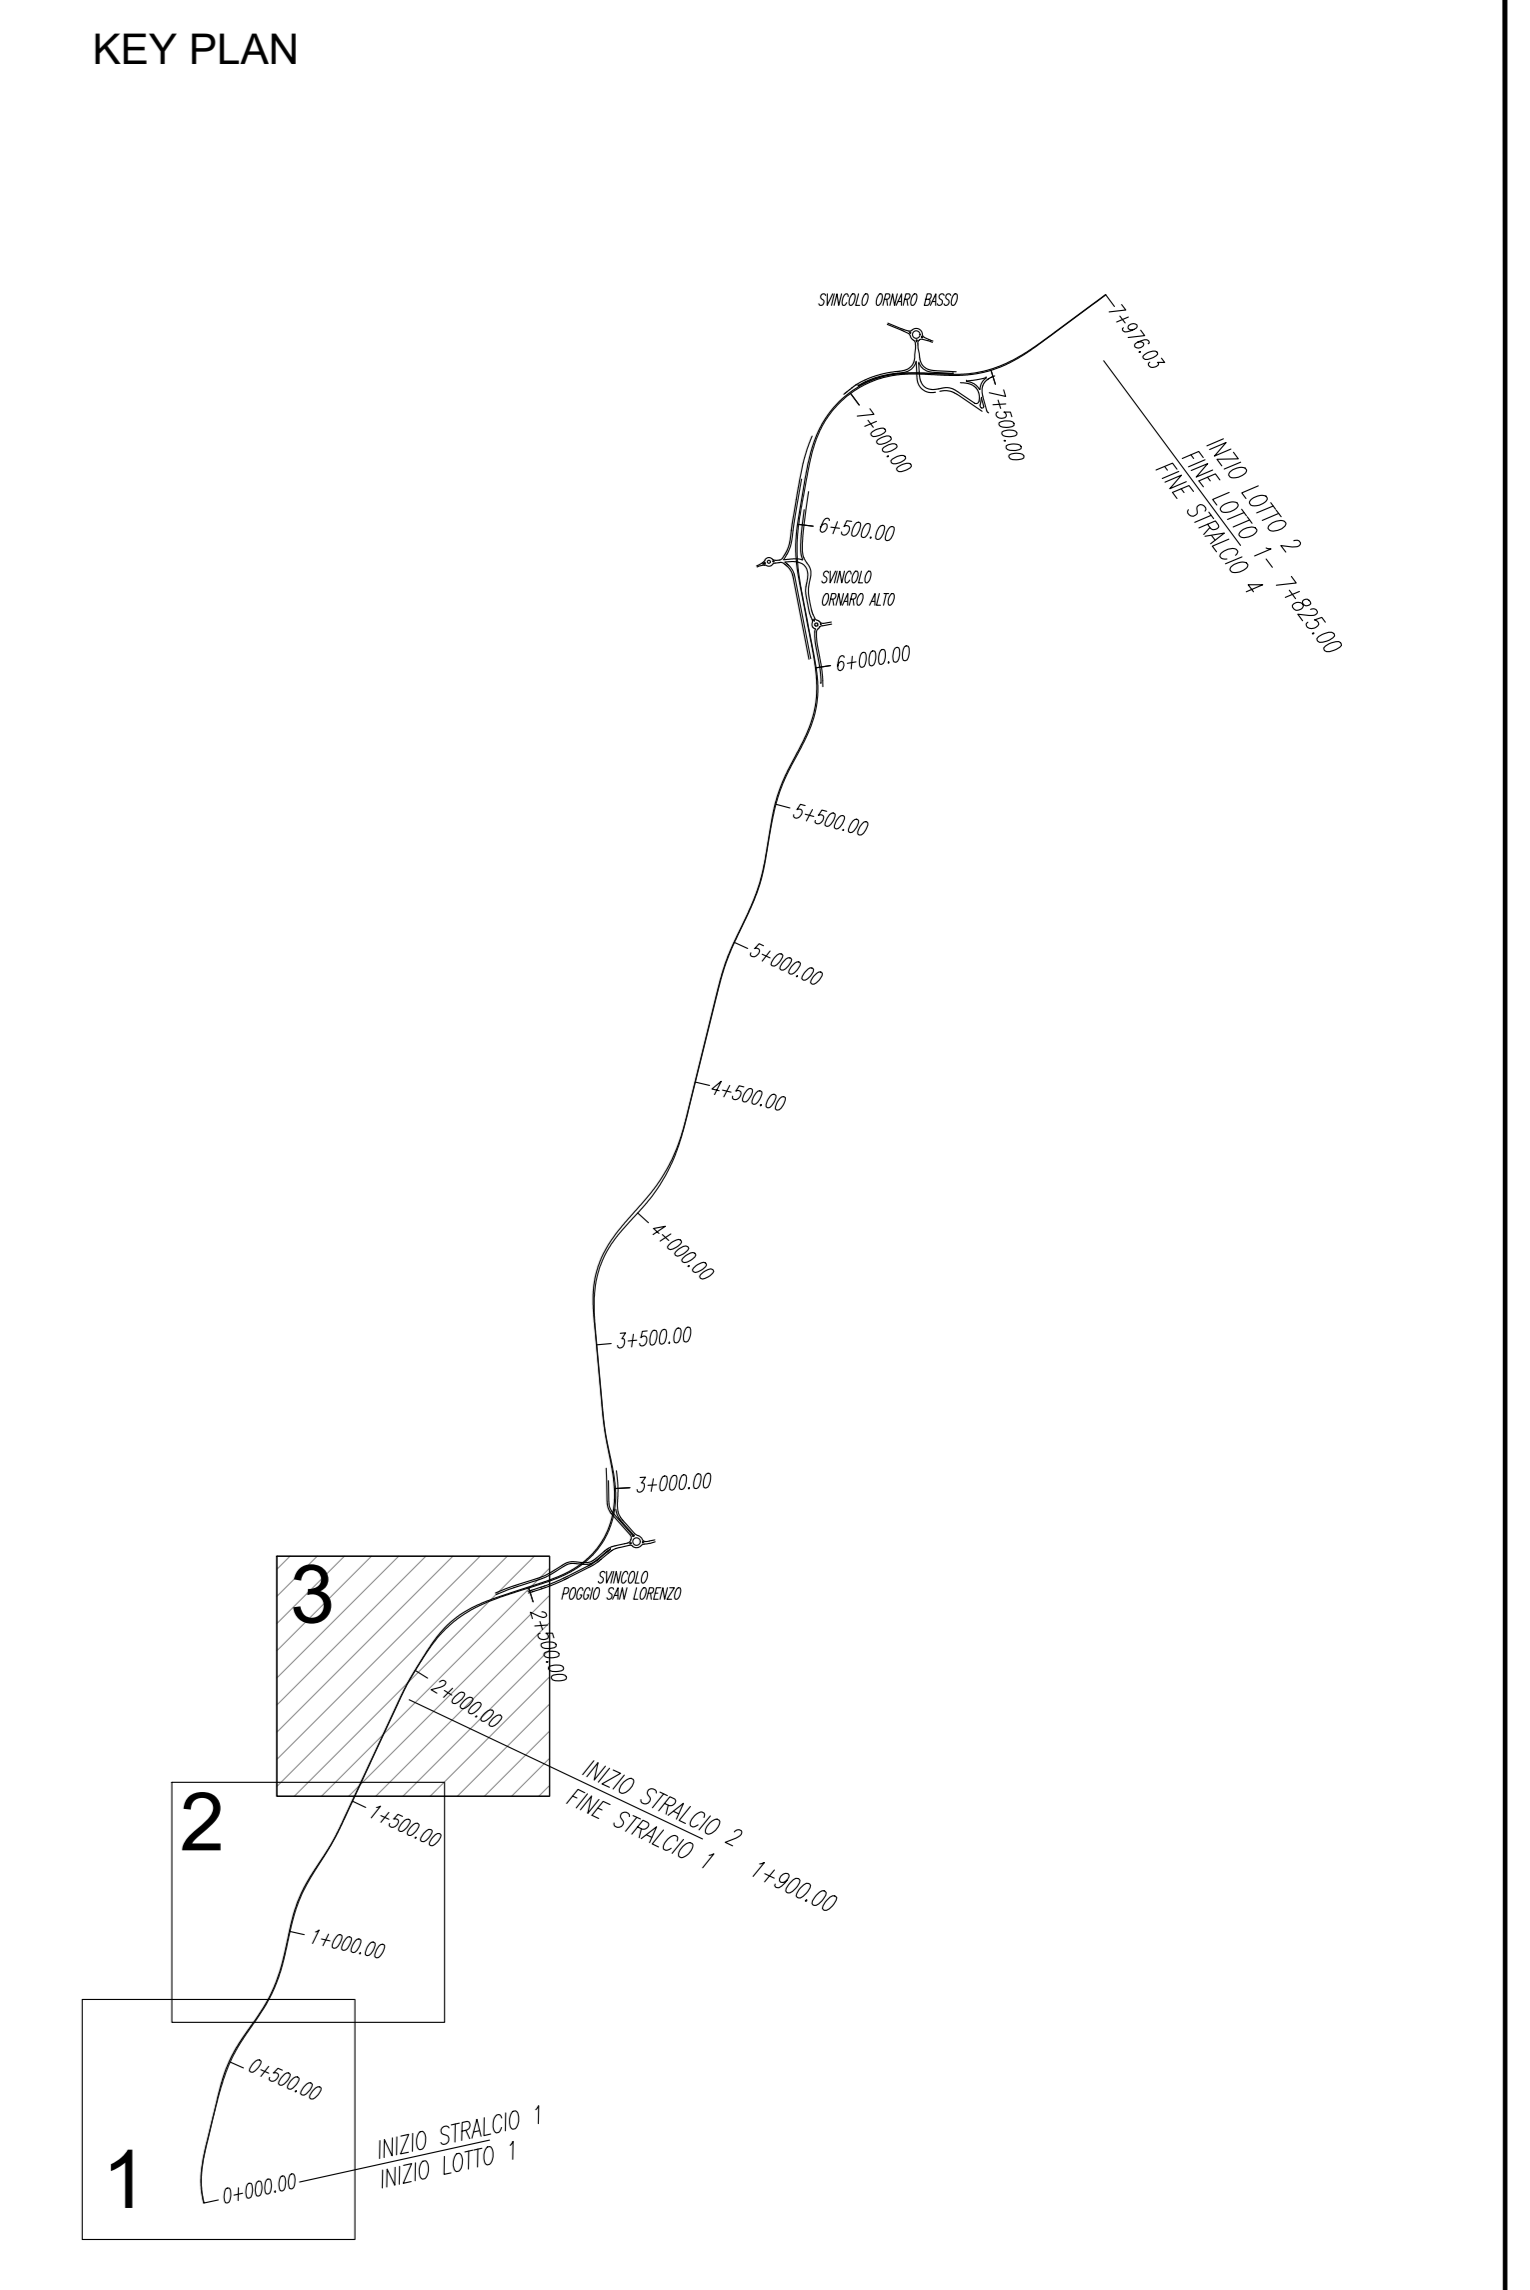 KEY PLAN
SVINCOLO ORNARO BASSO
7+976.03
7+500.00
7+000.00
INZIO LOTTO 2
FINE LOTTO 1- 7+825.00
FINE STRALCIO 4
6+500.00
SVINCOLO
ORNARO ALTO
6+000.00
5+500.00
5+000.00
4+500.00
4+000.00
3+500.00
3+000.00
SVINCOLO
POGGIO SAN LORENZO
3
2+500.00
2+000.00
INIZIO STRALCIO 2
FINE STRALCIO 1
1+900.00
2
1+500.00
1+000.00
0+500.00
INIZIO STRALCIO 1
INIZIO LOTTO 1
1
0+000.00